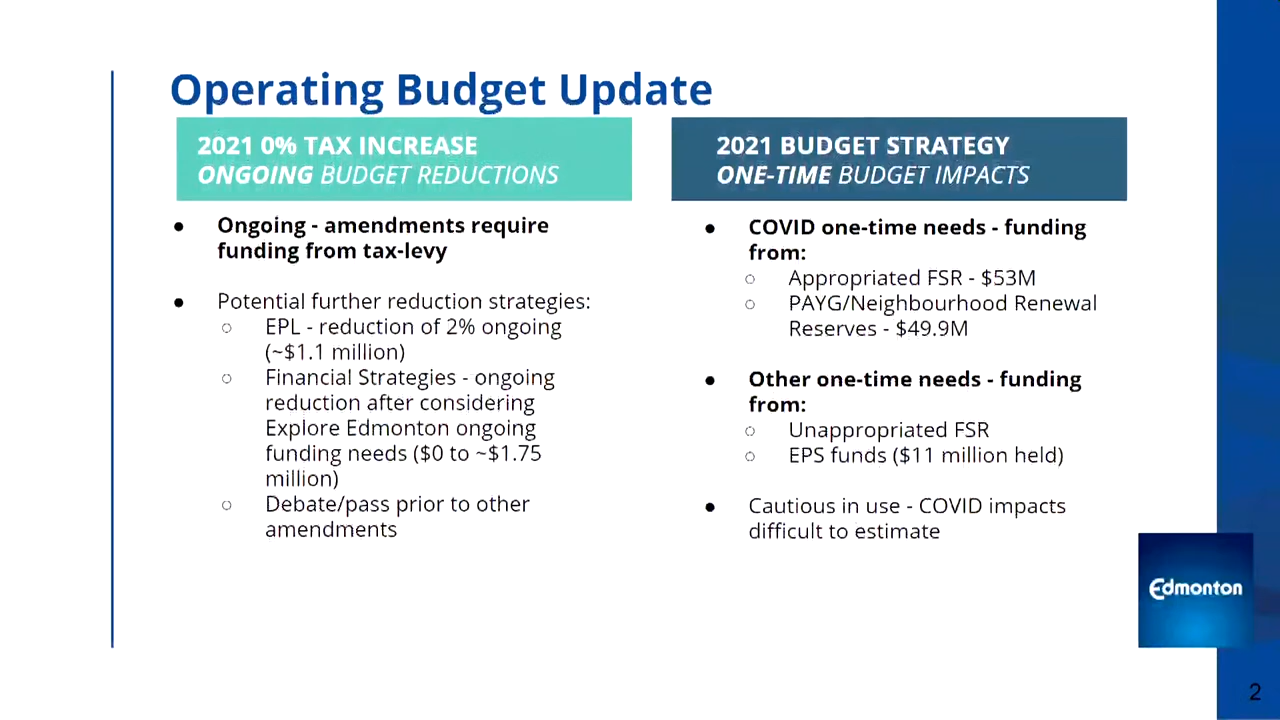 Operating Budget Update
2021 0% TAX INCREASE
ONGOING BUDGET REDUCTIONS
● Ongoing - amendments require
funding from tax-levy
● Potential further reduction strategies:
○ EPL - reduction of 2% ongoing
(~$1.1 million)
○ Financial Strategies - ongoing
reduction after considering
Explore Edmonton ongoing
funding needs ($0 to ~$1.75
million)
○ Debate/pass prior to other
amendments
2021 BUDGET STRATEGY
ONE-TIME BUDGET IMPACTS
● COVID one-time needs - funding
from:
○ Appropriated FSR - $53M
○ PAYG/Neighbourhood Renewal
Reserves - $49.9M
● Other one-time needs - funding
from:
○ Unappropriated FSR
○ EPS funds ($11 million held)
● Cautious in use - COVID impacts
difficult to estimate
Edmonton
2